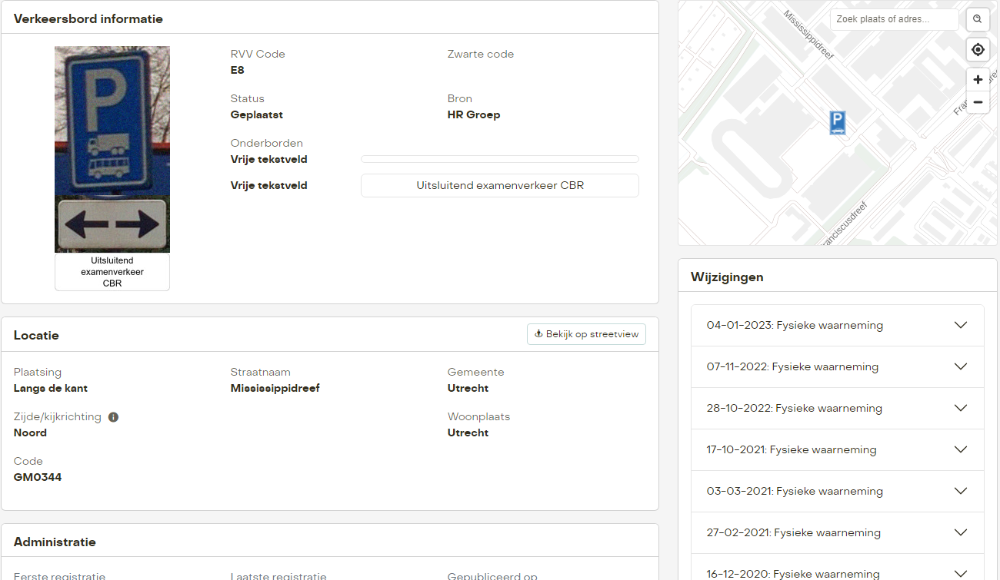 Verkeersbord informatie
P
Uitsluitend
examenverkeer
CBR
RVV Code
E8
Zwarte code
Status
Geplaatst
Bron
HR Groep
Onderborden
Vrije tekstveld
Vrije tekstveld
Uitsluitend examenverkeer CBR
Locatie
Bekijk op streetview
Plaatsing
Langs de kant
Straatnaam
Mississippidreef
Gemeente
Utrecht
Zijde/kijkrichting
Noord
Woonplaats
Utrecht
Code
GM0344
Administratie
Eerste registratie
Laatste registratie
Gepubliceerd op
Mississippidreef
Zoek plaats of adres...
P
Franciscusdreef
Wijzigingen
04-01-2023: Fysieke waarneming
07-11-2022: Fysieke waarneming
28-10-2022: Fysieke waarneming
17-10-2021: Fysieke waarneming
03-03-2021: Fysieke waarneming
27-02-2021: Fysieke waarneming
16-12-2020: Fysieke waarneming